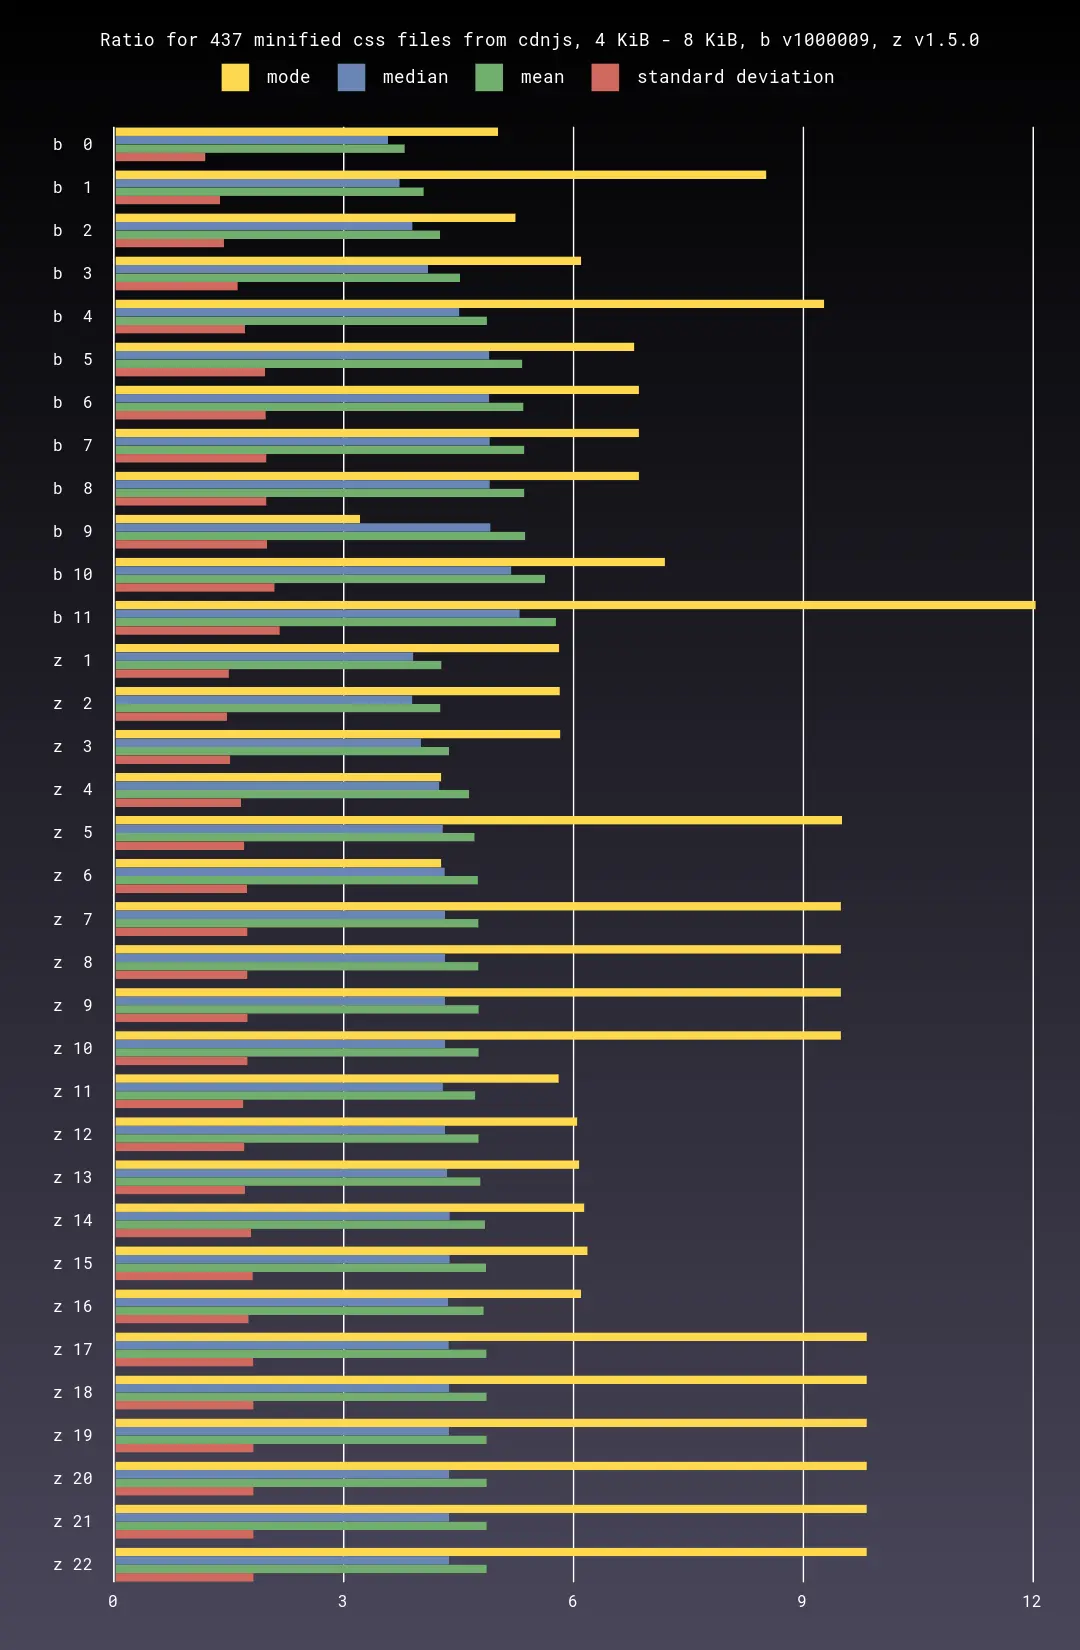 Ratio for 437 minified css files from cdnjs, 4 KiB - 8 KiB, b v1000009, z v1.5.0
mode median mean standard deviation
b 0
b 1
b 2
b 3
b 4
b 5
b 6
b 7
b 8
b 9
b 10
b 11
z 1
z 2
z 3
z 4
z 5
z 6
z 7
z 8
z 9
z 10
z 11
z 12
z 13
z 14
z 15
z 16
z 17
z 18
z 19
z 20
z 21
z 22
0 3 6 9 12